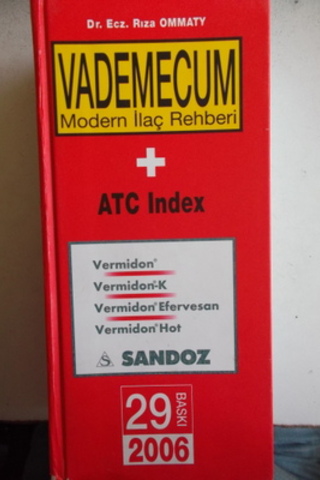 Dr. Ecz. Rıza OMMATY
VADEMECUM
Modern İlaç Rehberi
+
ATC Index
Vermidon®
Vermidon®-K
Vermidon® Efervesan
Vermidon® Hot
S SANDOZ
29 BASKI
2006